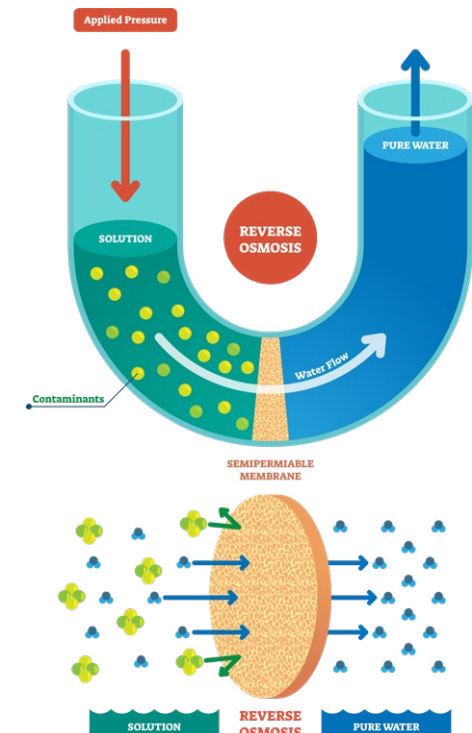 Applied Pressure
PURE WATER
SOLUTION
REVERSE
OSMOSIS
Water Flow
Contaminants
SEMIPERMIABLE
MEMBRANE
SOLUTION
REVERSE
OSMOSIS
PURE WATER